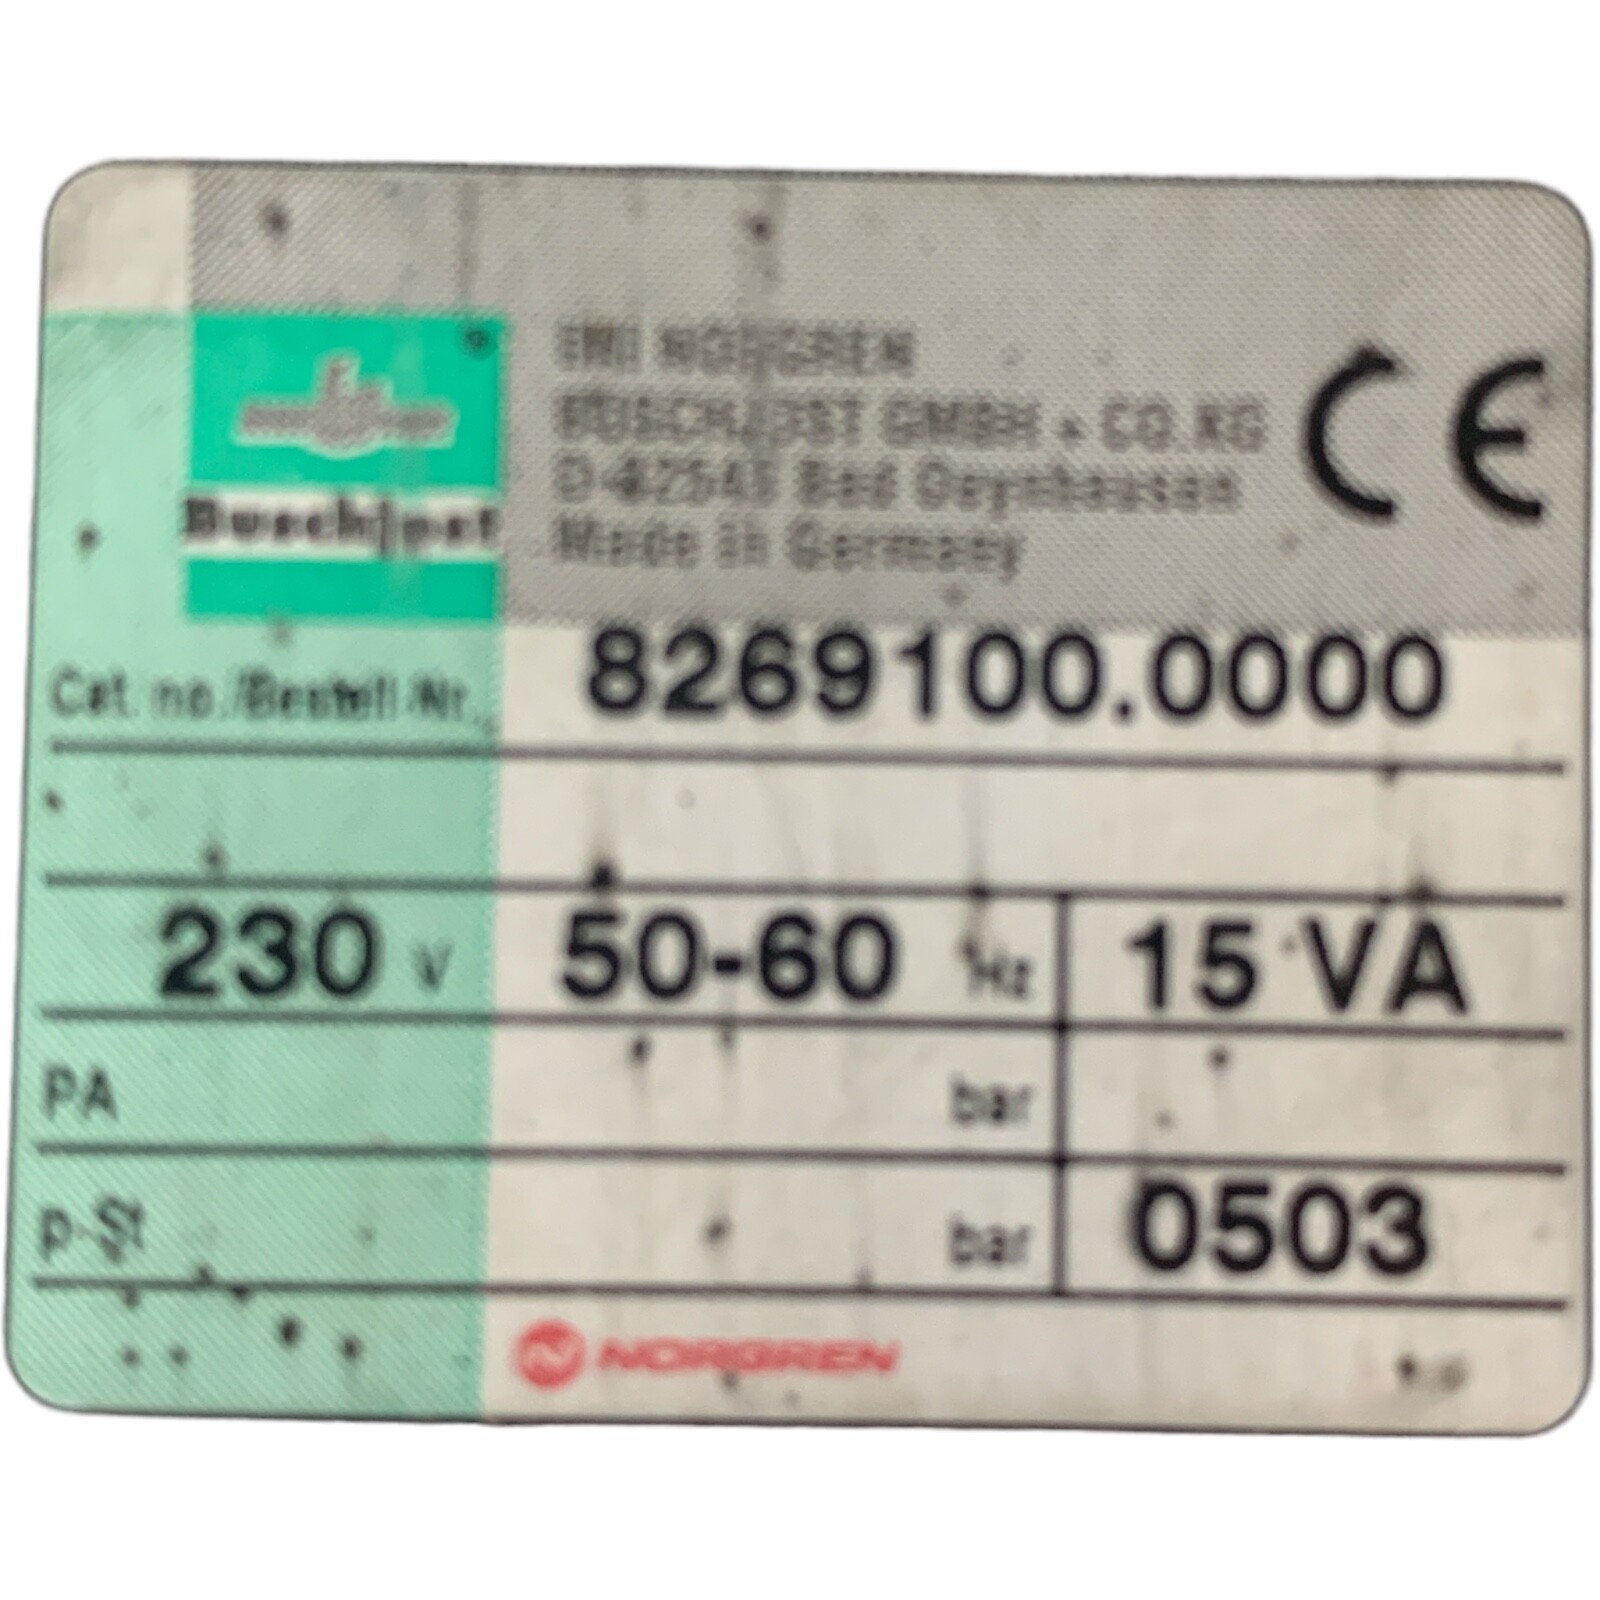 IMI NORGREN
BUSCHJOST GMBH + CO.KG
D-32545 Bad Oeynhausen
Made in Germany
CE
Buschjost
Cat. no./Bestell-Nr. 8269100.0000
230 V 50-60 Hz 15 VA
PA bar
p-St bar 0503
NORGREN